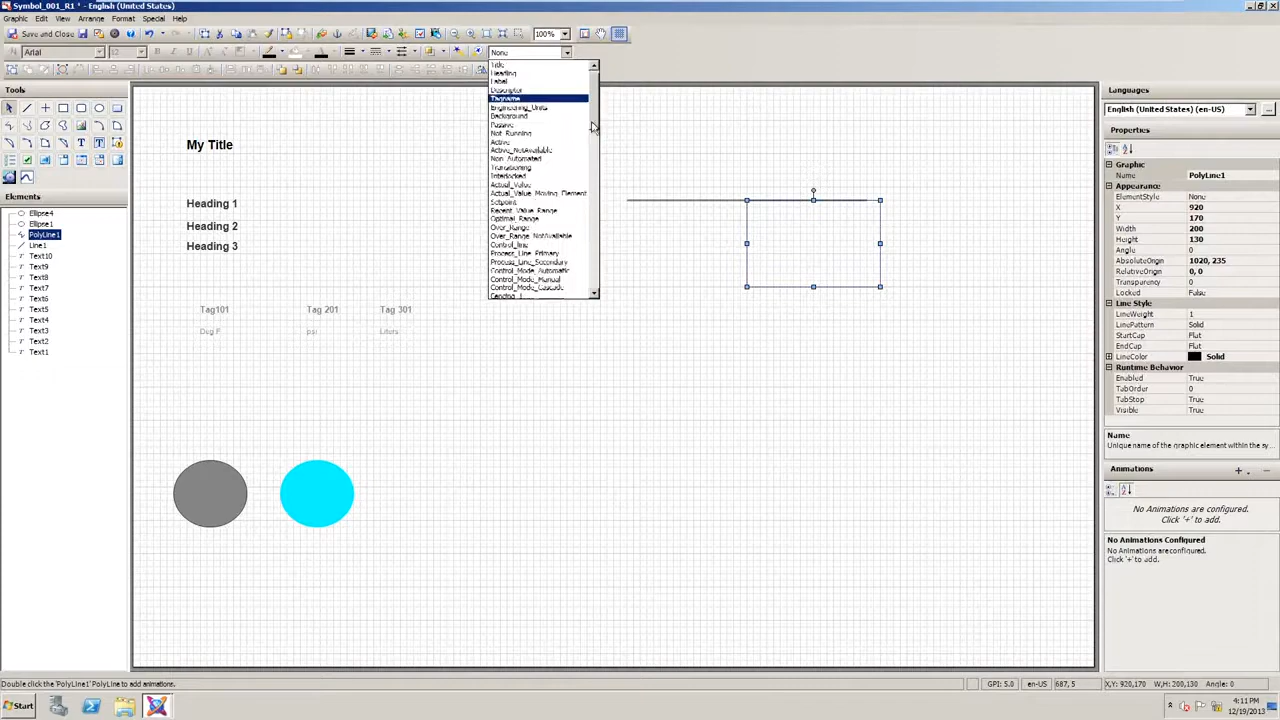 Symbol_001_R1 * - English (United States)
Graphic Edit View Arrange Format Special Help
Save and Close
100%
Arial
12
None
Title
Heading
Label
Descriptor
Tagname
Engineering_Units
Background
Passive
Not_Running
Active
Active_NotAvailable
Non_Automated
Transitioning
Interlocked
Actual_Value
Actual_Value_Moving_Element
Setpoint
Recent_Value_Range
Optimal_Range
Over_Range
Over_Range_NotAvailable
Control_line
Process_Line_Primary
Process_Line_Secondary
Control_Mode_Automatic
Control_Mode_Manual
Control_Mode_Cascade
Tools
Elements
Ellipse4
Ellipse1
PolyLine1
Line1
Text10
Text9
Text8
Text7
Text6
Text5
Text4
Text3
Text2
Text1
My Title
Heading 1
Heading 2
Heading 3
Tag101 Tag 201 Tag 301
Deg F psi Liters
Languages
English (United States) (en-US)
Properties
Graphic
Name PolyLine1
Appearance
ElementStyle None
X 920
Y 170
Width 200
Height 130
Angle 0
AbsoluteOrigin 1020, 235
RelativeOrigin 0, 0
Transparency 0
Locked False
Line Style
LineWeight 1
LinePattern Solid
StartCap Flat
EndCap Flat
LineColor Solid
Runtime Behavior
Enabled True
TabOrder 0
TabStop True
Visible True
Name
Unique name of the graphic element within the sy...
Animations
No Animations are configured.
Click '+' to add.
No Animations Configured
No Animations are configured.
Click '+' to add.
Double click the 'PolyLine1' PolyLine to add animations.
GPI: 5.0 en-US 687, 5 X,Y: 920,170 W,H: 200,130 Angle: 0
Start
4:11 PM
12/19/2013